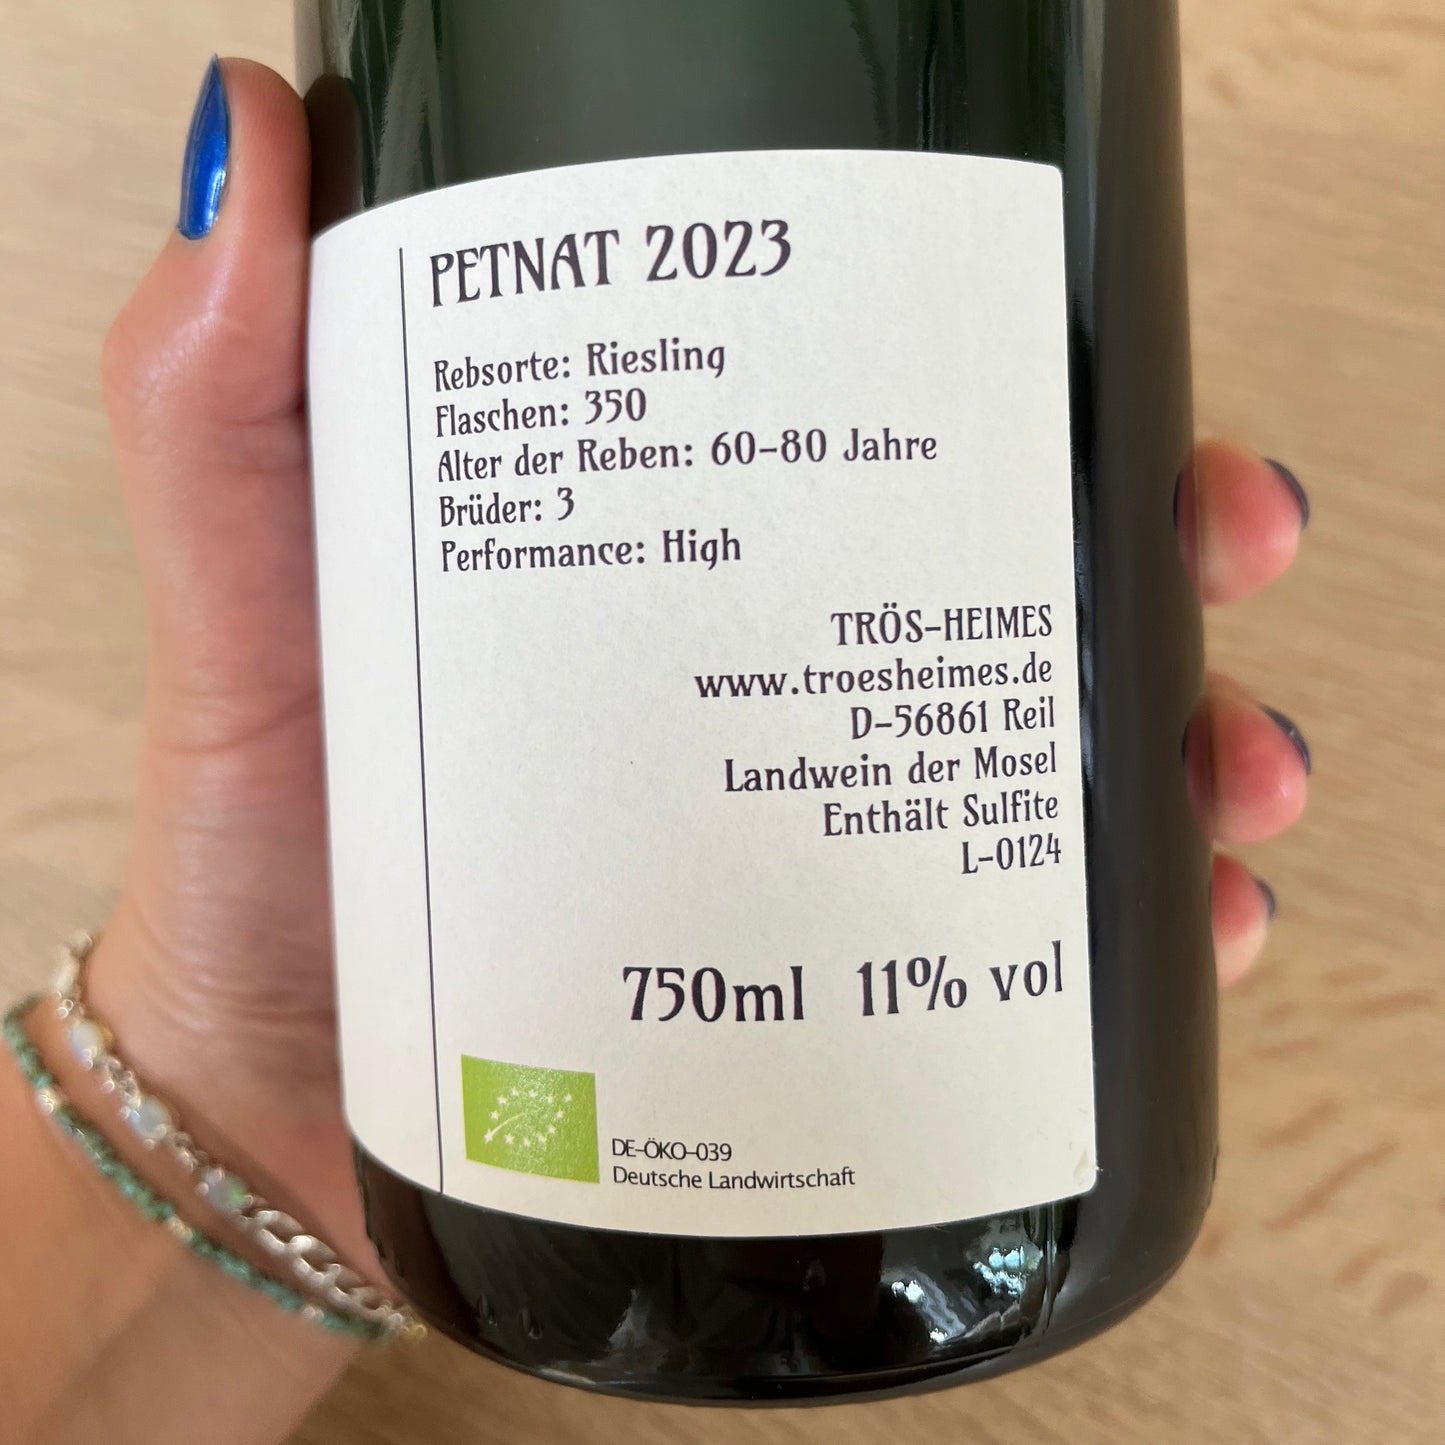 PETNAT 2023
Rebsorte: Riesling
Flaschen: 350
Alter der Reben: 60-80 Jahre
Brüder: 3
Performance: High
TRÖS-HEIMES
www.troesheimes.de
D-56861 Reil
Landwein der Mosel
Enthält Sulfite
L-0124
750ml 11% vol
DE-ÖKO-039
Deutsche Landwirtschaft